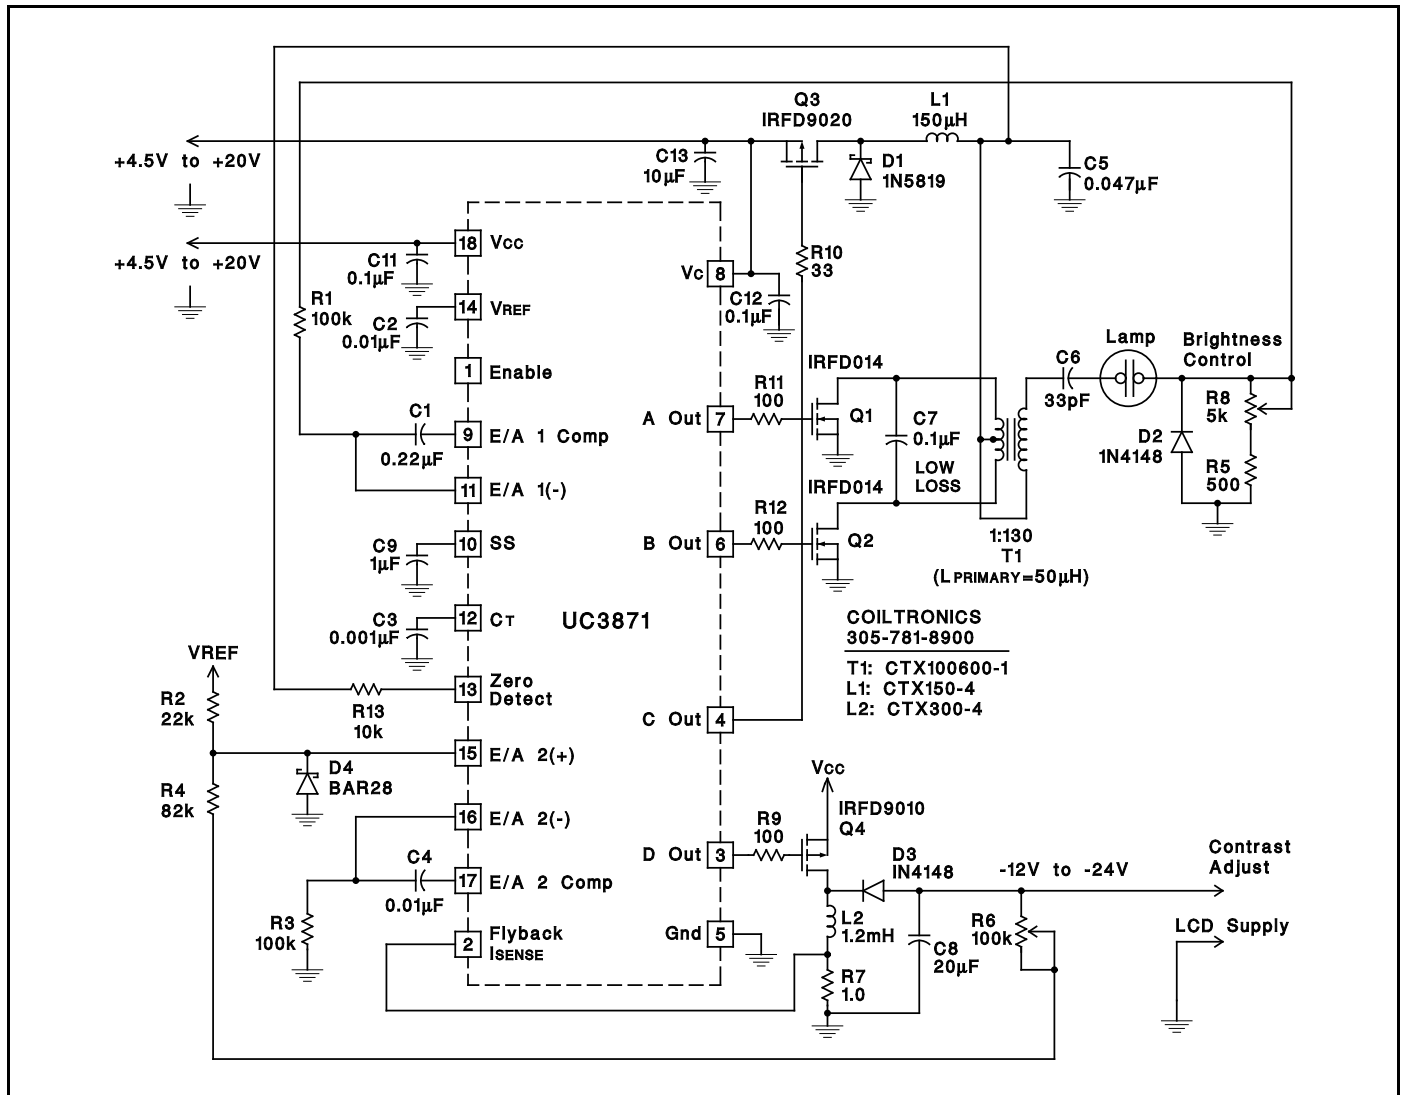 Q3
IRFD9020
L1
150µH
+4.5V to +20V
C13
10µF
D1
1N5819
C5
0.047µF
+4.5V to +20V
C11
0.1µF
18 Vcc
Vc 8
R10
33
C12
0.1µF
R1
100k
C2
0.01µF
14 VREF
1 Enable
IRFD014
Lamp
Brightness
Control
C6
33pF
R11
100
A Out 7
Q1
C7
0.1µF
LOW
LOSS
R8
5k
D2
1N4148
R5
500
C1
0.22µF
9 E/A 1 Comp
11 E/A 1(-)
IRFD014
R12
100
B Out 6
Q2
C9
1µF
10 SS
1:130
T1
(LPRIMARY=50µH)
C3
0.001µF
12 CT
UC3871
COILTRONICS
305-781-8900
T1: CTX100600-1
L1: CTX150-4
L2: CTX300-4
VREF
R2
22k
R13
10k
13 Zero
Detect
C Out 4
15 E/A 2(+)
D4
BAR28
R4
82k
Vcc
IRFD9010
Q4
16 E/A 2(-)
R9
100
D Out 3
D3
IN4148
-12V to -24V
Contrast
Adjust
C4
0.01µF
17 E/A 2 Comp
R3
100k
2 Flyback
ISENSE
Gnd 5
L2
1.2mH
C8
20µF
R6
100k
LCD Supply
R7
1.0